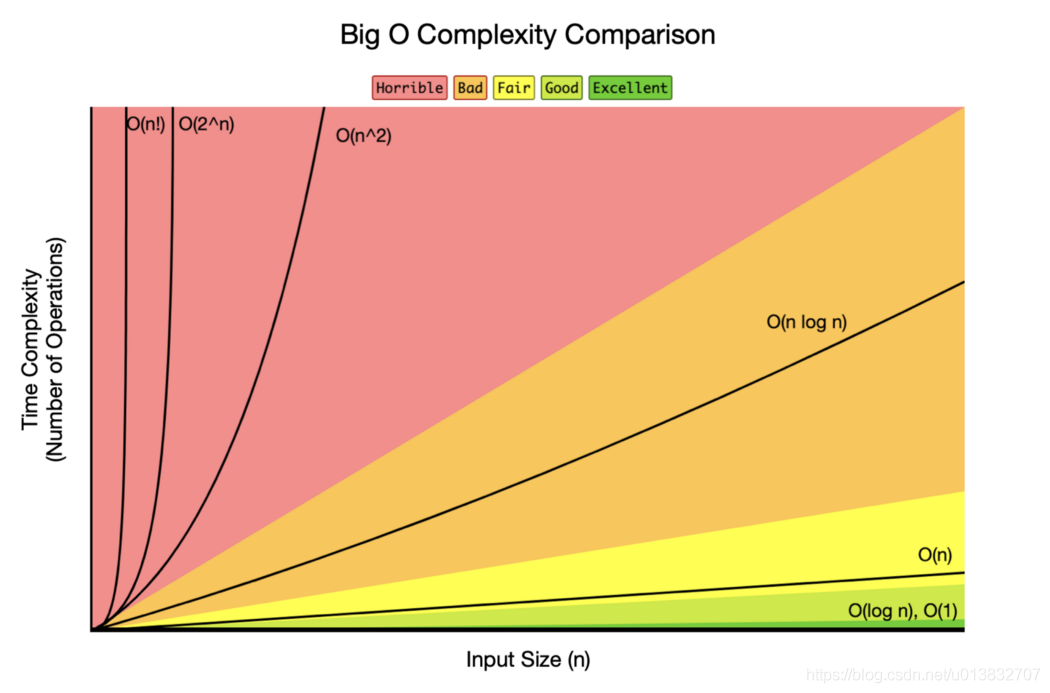 Big O Complexity Comparison
Horrible Bad Fair Good Excellent
O(n!) O(2^n)
O(n^2)
Time Complexity
(Number of Operations)
O(n log n)
O(n)
O(log n), O(1)
Input Size (n)
https://blog.csdn.net/u013832707